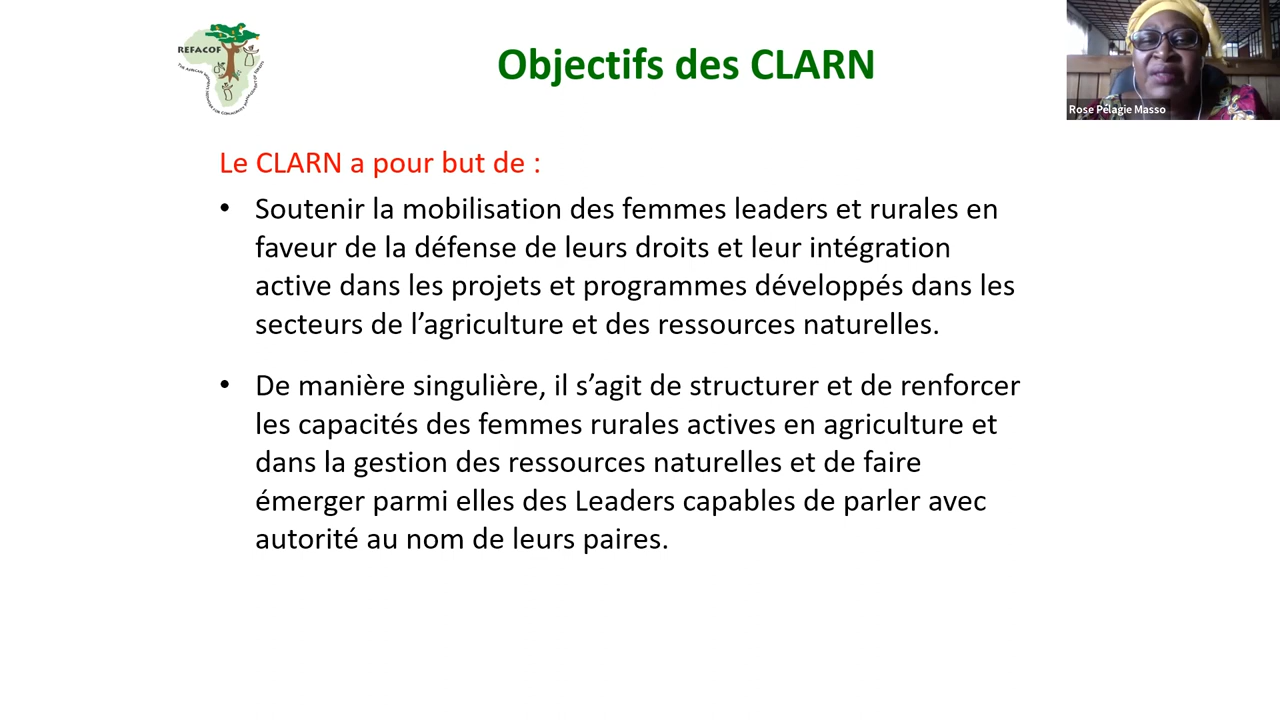 REFACOF
Objectifs des CLARN
Rose Pélagie Masso
Le CLARN a pour but de :
• Soutenir la mobilisation des femmes leaders et rurales en
faveur de la défense de leurs droits et leur intégration
active dans les projets et programmes développés dans les
secteurs de l’agriculture et des ressources naturelles.
• De manière singulière, il s’agit de structurer et de renforcer
les capacités des femmes rurales actives en agriculture et
dans la gestion des ressources naturelles et de faire
émerger parmi elles des Leaders capables de parler avec
autorité au nom de leurs paires.